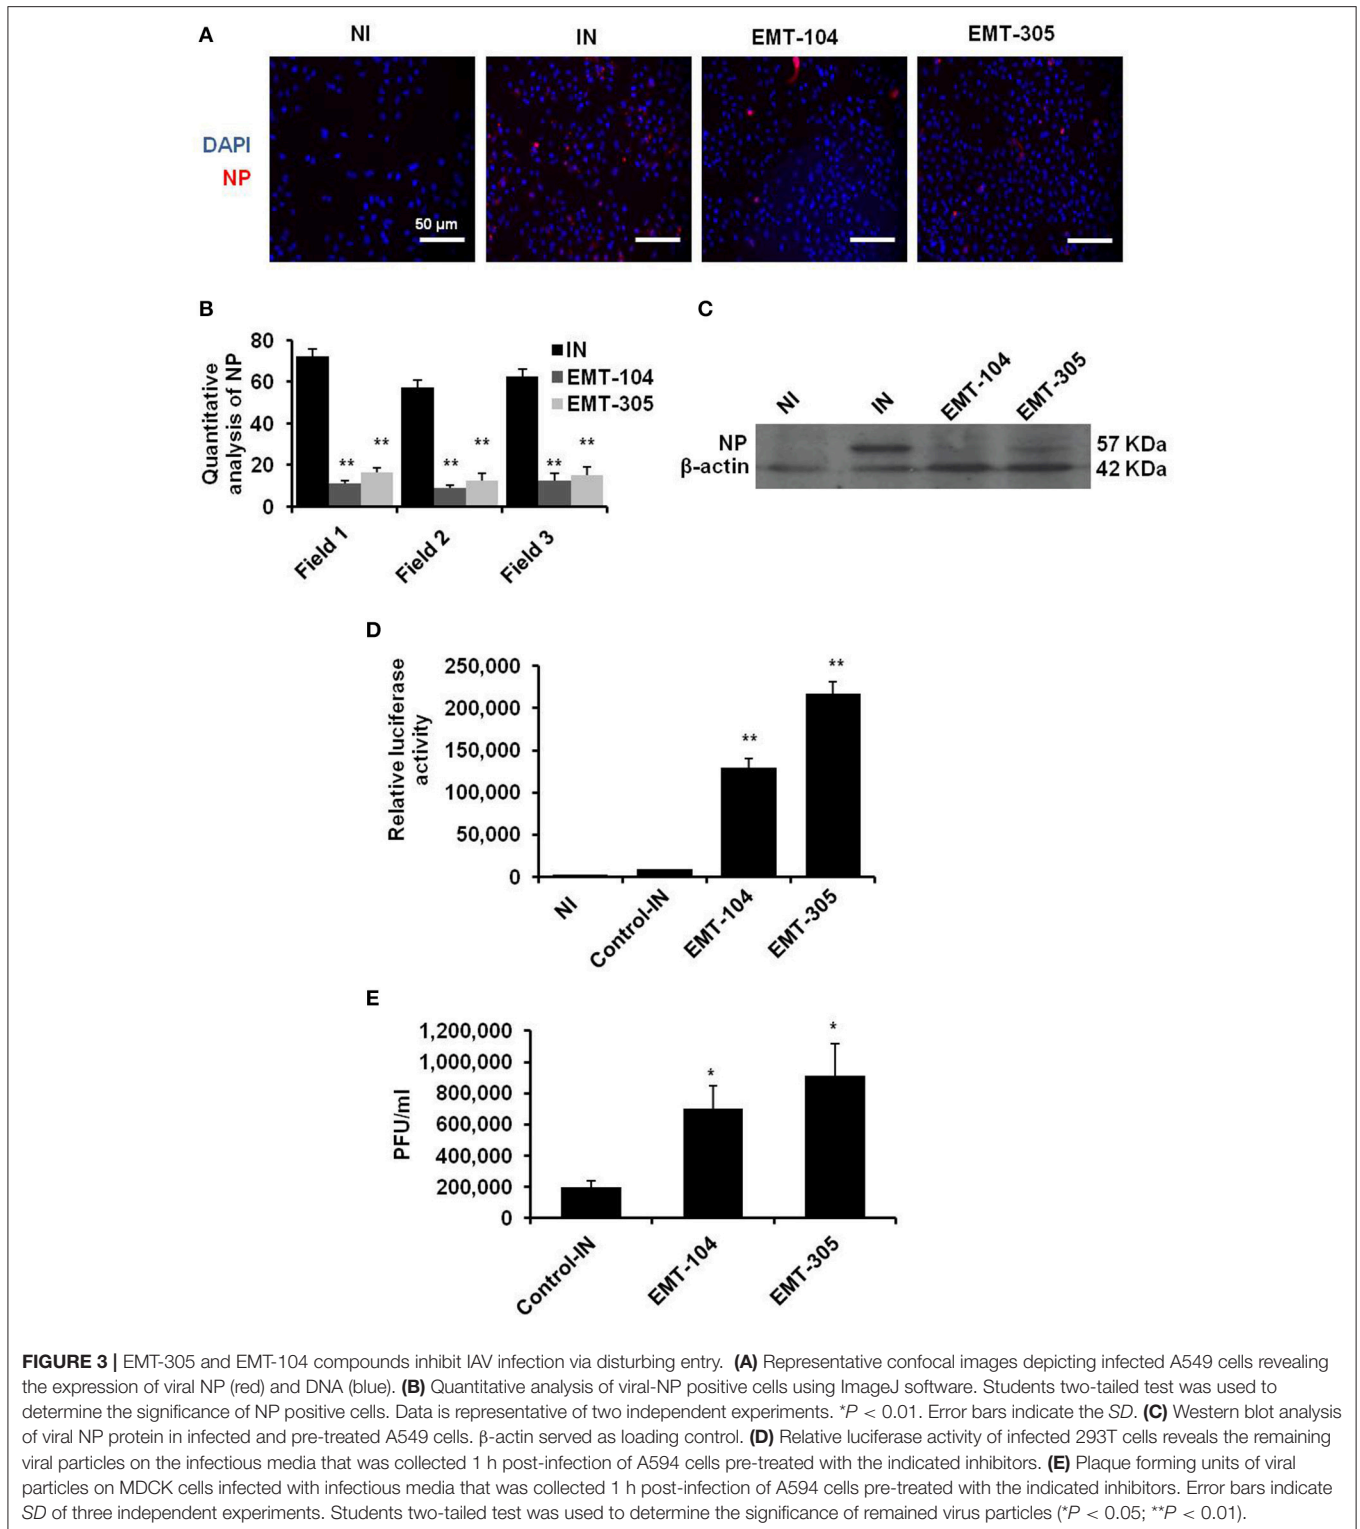 A
NI
IN
EMT-104
EMT-305
DAPI
NP
50 µm
B
Quantitative
analysis of NP
80
60
40
20
0
IN
EMT-104
EMT-305
**
**
**
**
**
**
Field 1
Field 2
Field 3
C
NI
IN
EMT-104
EMT-305
NP
57 KDa
β-actin
42 KDa
D
Relative luciferase
activity
250,000
200,000
150,000
100,000
50,000
0
**
**
NI
Control-IN
EMT-104
EMT-305
E
PFU/ml
1,200,000
1,000,000
800,000
600,000
400,000
200,000
0
*
*
Control-IN
EMT-104
EMT-305
FIGURE 3 | EMT-305 and EMT-104 compounds inhibit IAV infection via disturbing entry. (A) Representative confocal images depicting infected A549 cells revealing
the expression of viral NP (red) and DNA (blue). (B) Quantitative analysis of viral-NP positive cells using ImageJ software. Students two-tailed test was used to
determine the significance of NP positive cells. Data is representative of two independent experiments. *P < 0.01. Error bars indicate the SD. (C) Western blot analysis
of viral NP protein in infected and pre-treated A549 cells. β-actin served as loading control. (D) Relative luciferase activity of infected 293T cells reveals the remaining
viral particles on the infectious media that was collected 1 h post-infection of A594 cells pre-treated with the indicated inhibitors. (E) Plaque forming units of viral
particles on MDCK cells infected with infectious media that was collected 1 h post-infection of A594 cells pre-treated with the indicated inhibitors. Error bars indicate
SD of three independent experiments. Students two-tailed test was used to determine the significance of remained virus particles (*P < 0.05; **P < 0.01).